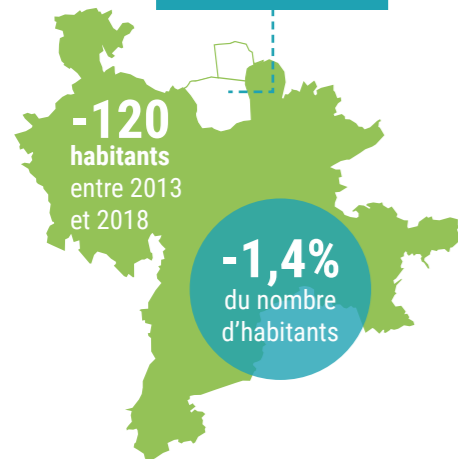 -120
habitants
entre 2013
et 2018
-1,4%
du nombre
d’habitants